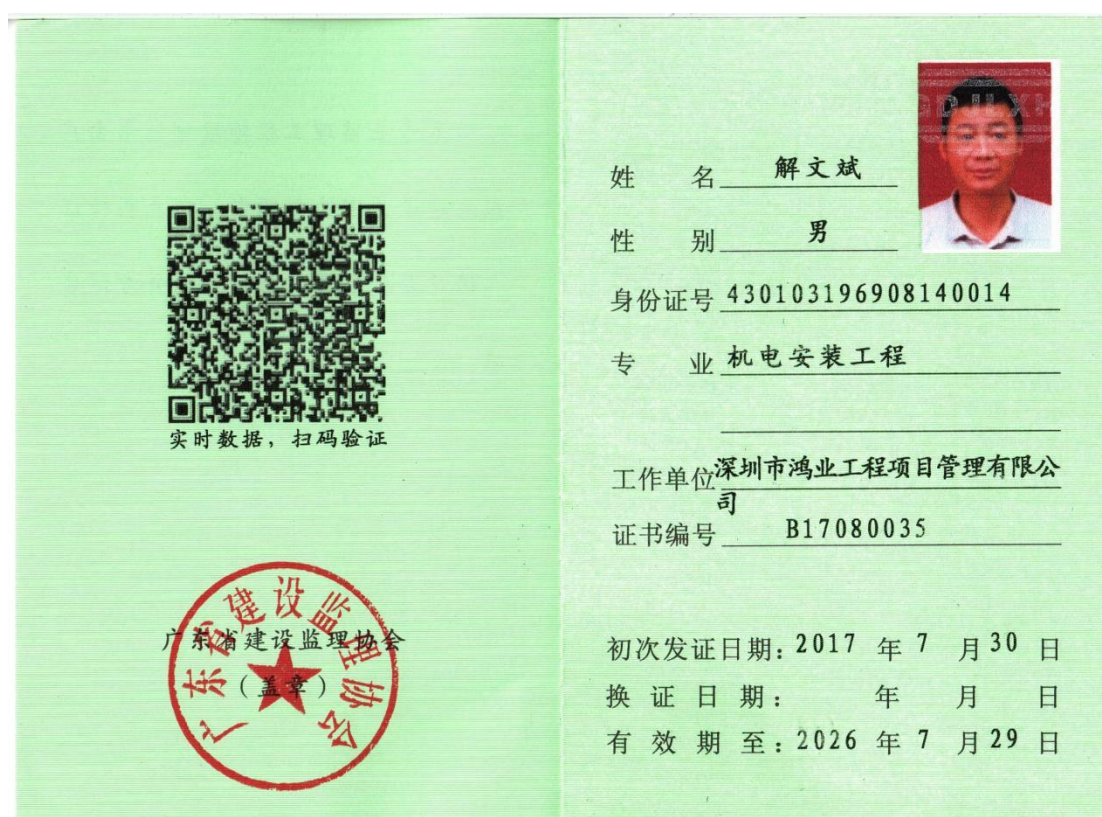 实时数据，扫码验证
广东省建设监理协会
（盖章）
广东省建设监理协会
姓 名 解文斌
性 别 男
身份证号 430103196908140014
专 业 机电安装工程
工作单位 深圳市鸿业工程项目管理有限公
司
证书编号 B17080035
初次发证日期：2017 年 7 月 30 日
换 证 日 期： 年 月 日
有 效 期 至：2026 年 7 月 29 日